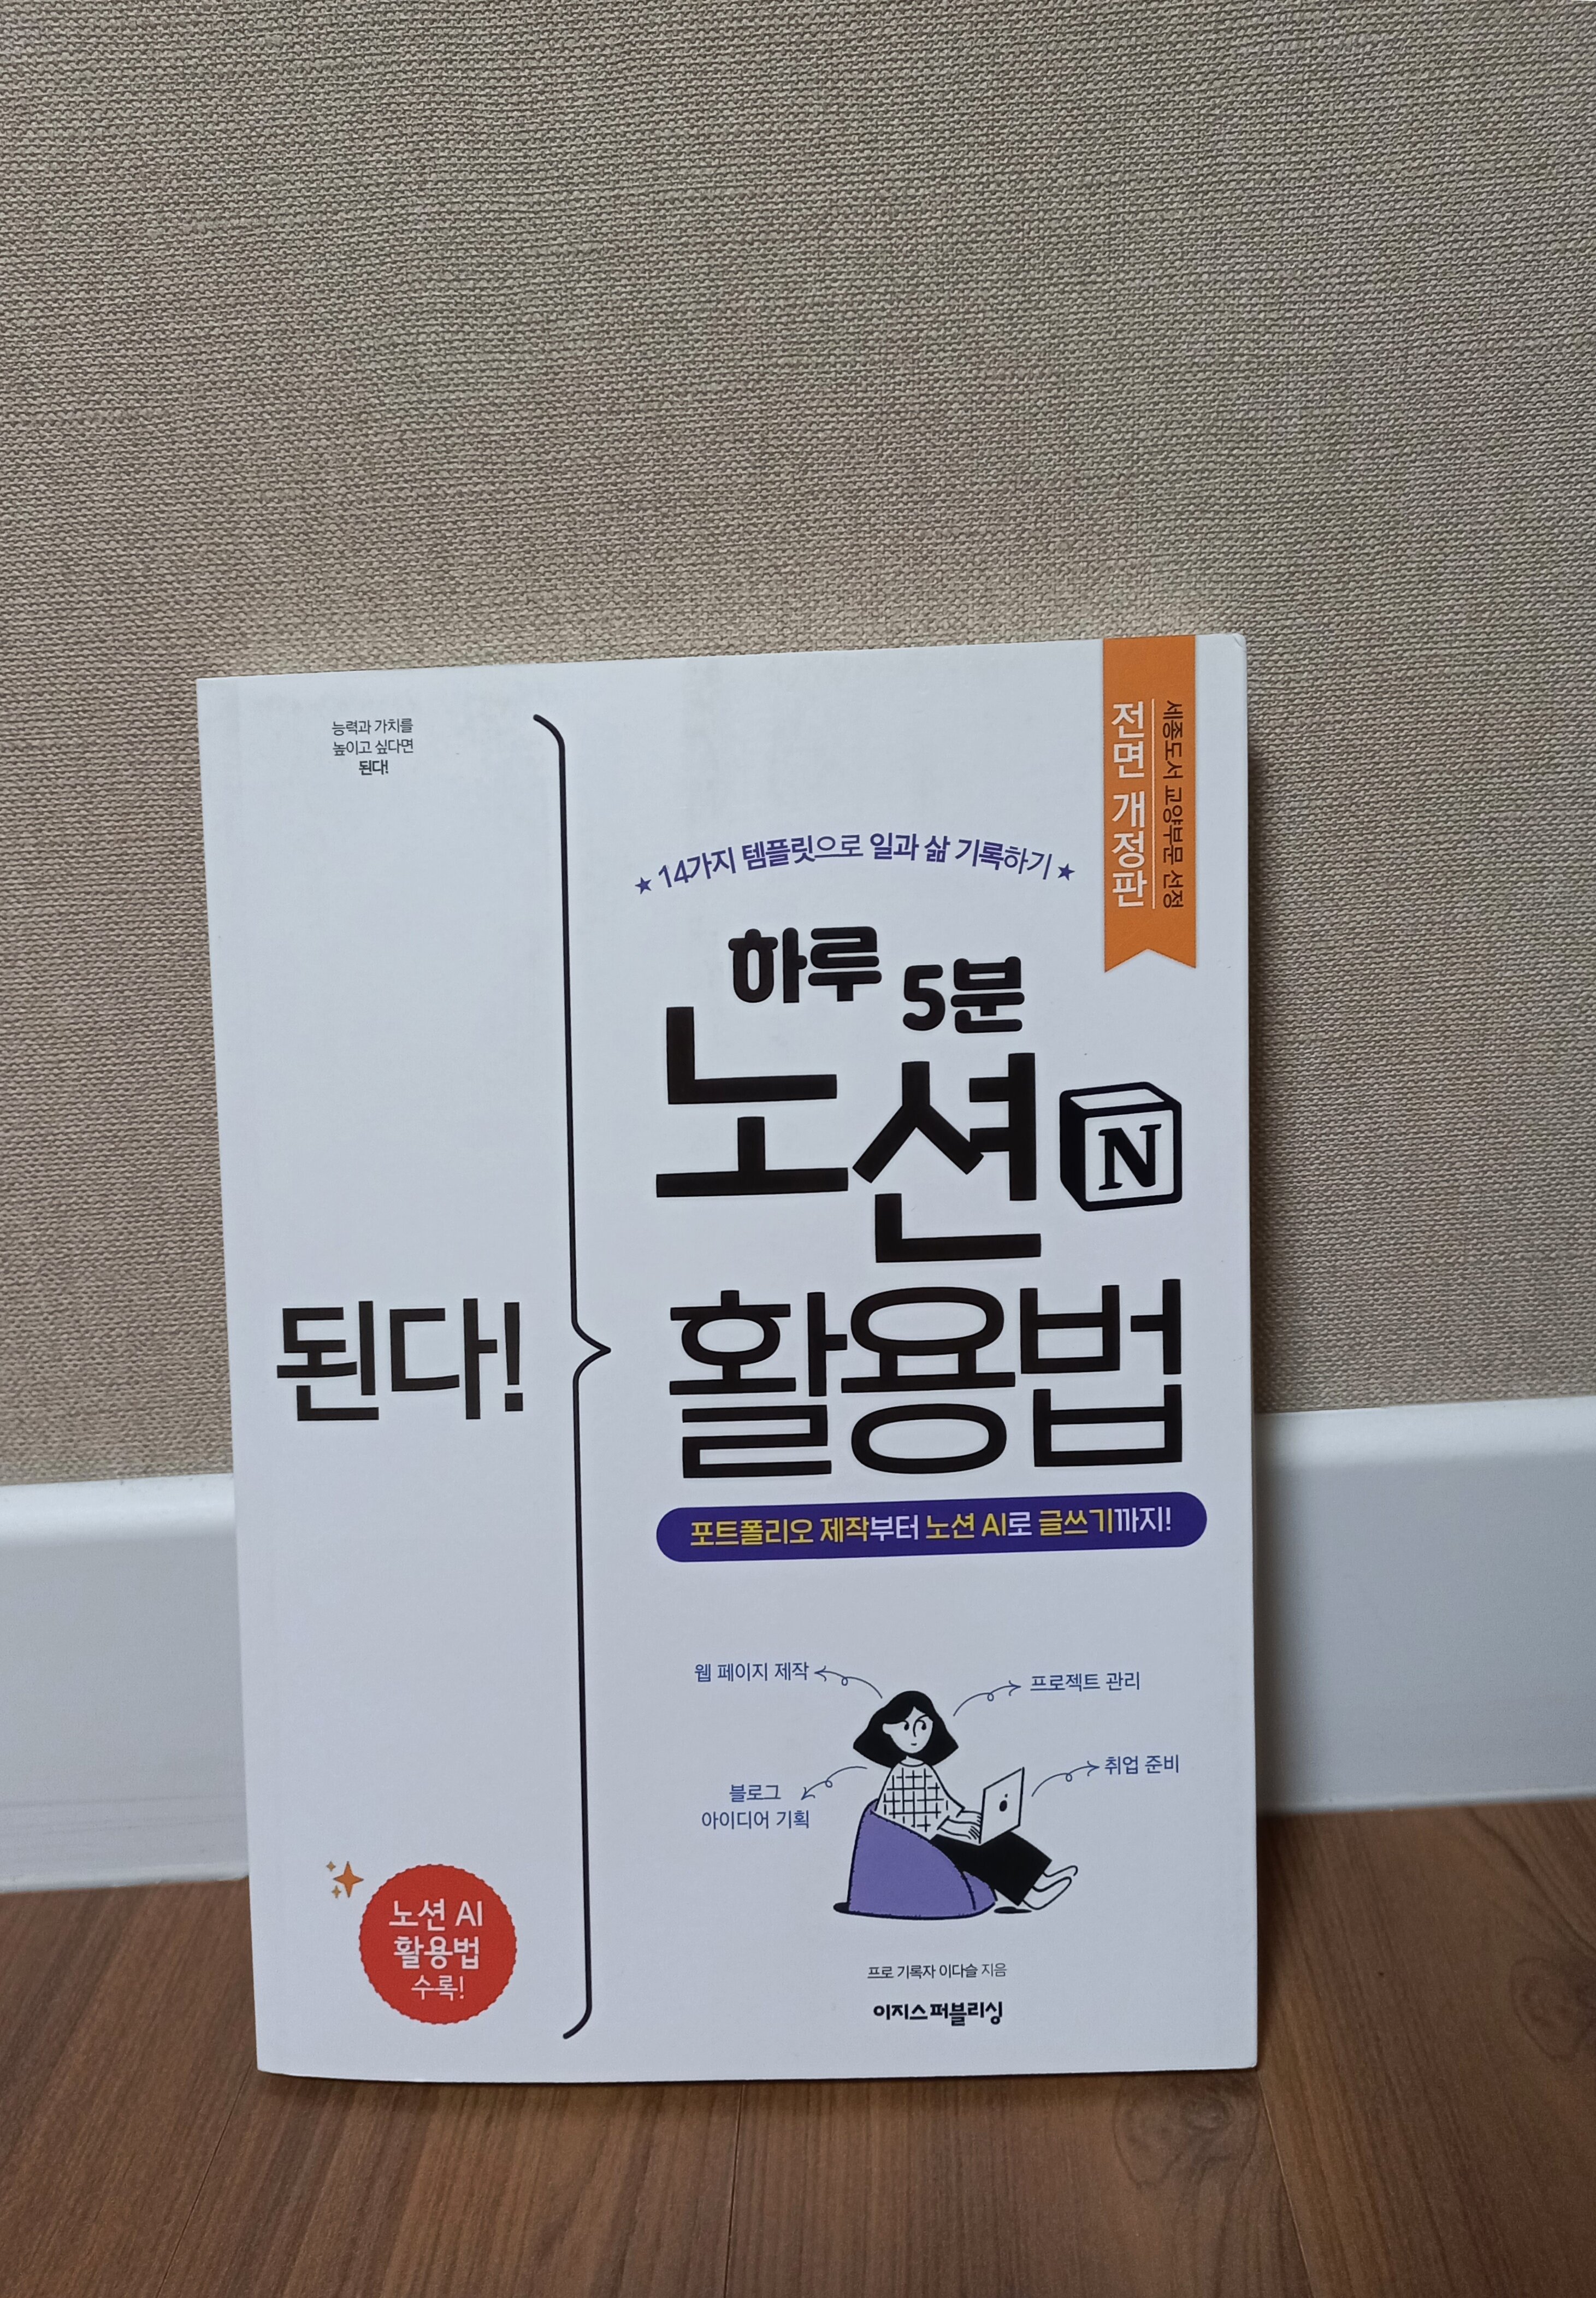 능력과 가치를
높이고 싶다면
된다!
세종도서 교양부문 선정
전면 개정판
★ 14가지 템플릿으로 일과 삶 기록하기 ★
하루 5분
노션
N
활용법
된다!
포트폴리오 제작부터 노션 AI로 글쓰기까지!
웹 페이지 제작
프로젝트 관리
블로그
아이디어 기획
취업 준비
노션 AI
활용법
수록!
프로 기록자 이다슬 지음
이지스퍼블리싱